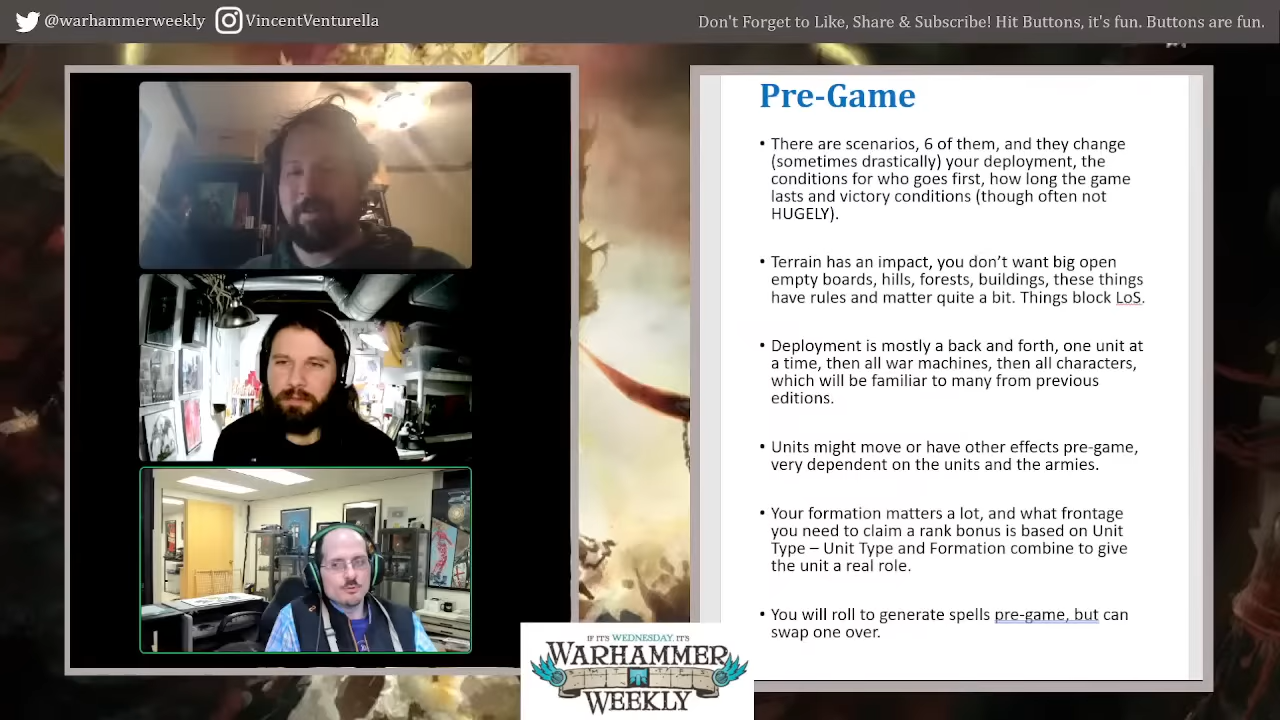 @warhammerweekly VincentVenturella
Don't Forget to Like, Share & Subscribe! Hit Buttons, it's fun. Buttons are fun.
Pre-Game
• There are scenarios, 6 of them, and they change
(sometimes drastically) your deployment, the
conditions for who goes first, how long the game
lasts and victory conditions (though often not
HUGELY).
• Terrain has an impact, you don’t want big open
empty boards, hills, forests, buildings, these things
have rules and matter quite a bit. Things block LoS.
• Deployment is mostly a back and forth, one unit at
a time, then all war machines, then all characters,
which will be familiar to many from previous
editions.
• Units might move or have other effects pre-game,
very dependent on the units and the armies.
• Your formation matters a lot, and what frontage
you need to claim a rank bonus is based on Unit
Type – Unit Type and Formation combine to give
the unit a real role.
• You will roll to generate spells pre-game, but can
swap one over.
IF IT'S WEDNESDAY, IT'S
WARHAMMER
WEEKLY